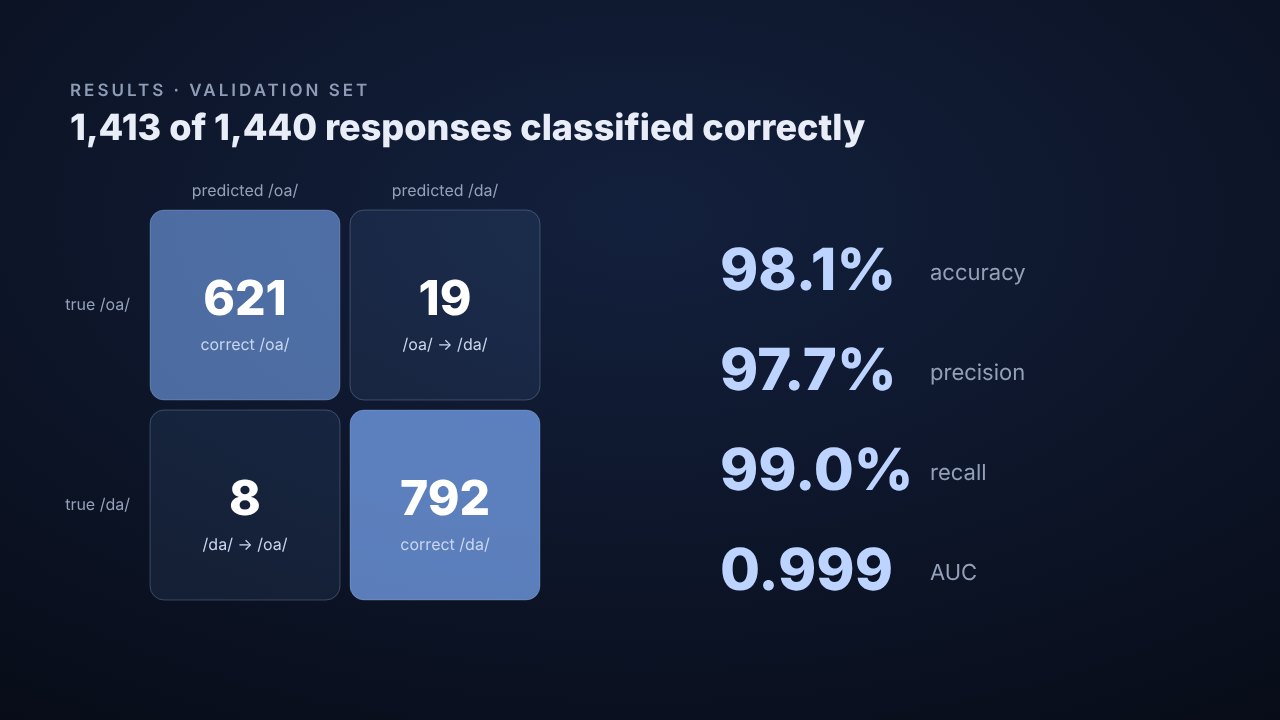 RESULTS · VALIDATION SET
1,413 of 1,440 responses classified correctly
predicted /oa/
predicted /da/
true /oa/
621
correct /oa/
19
/oa/ → /da/
true /da/
8
/da/ → /oa/
792
correct /da/
98.1% accuracy
97.7% precision
99.0% recall
0.999 AUC